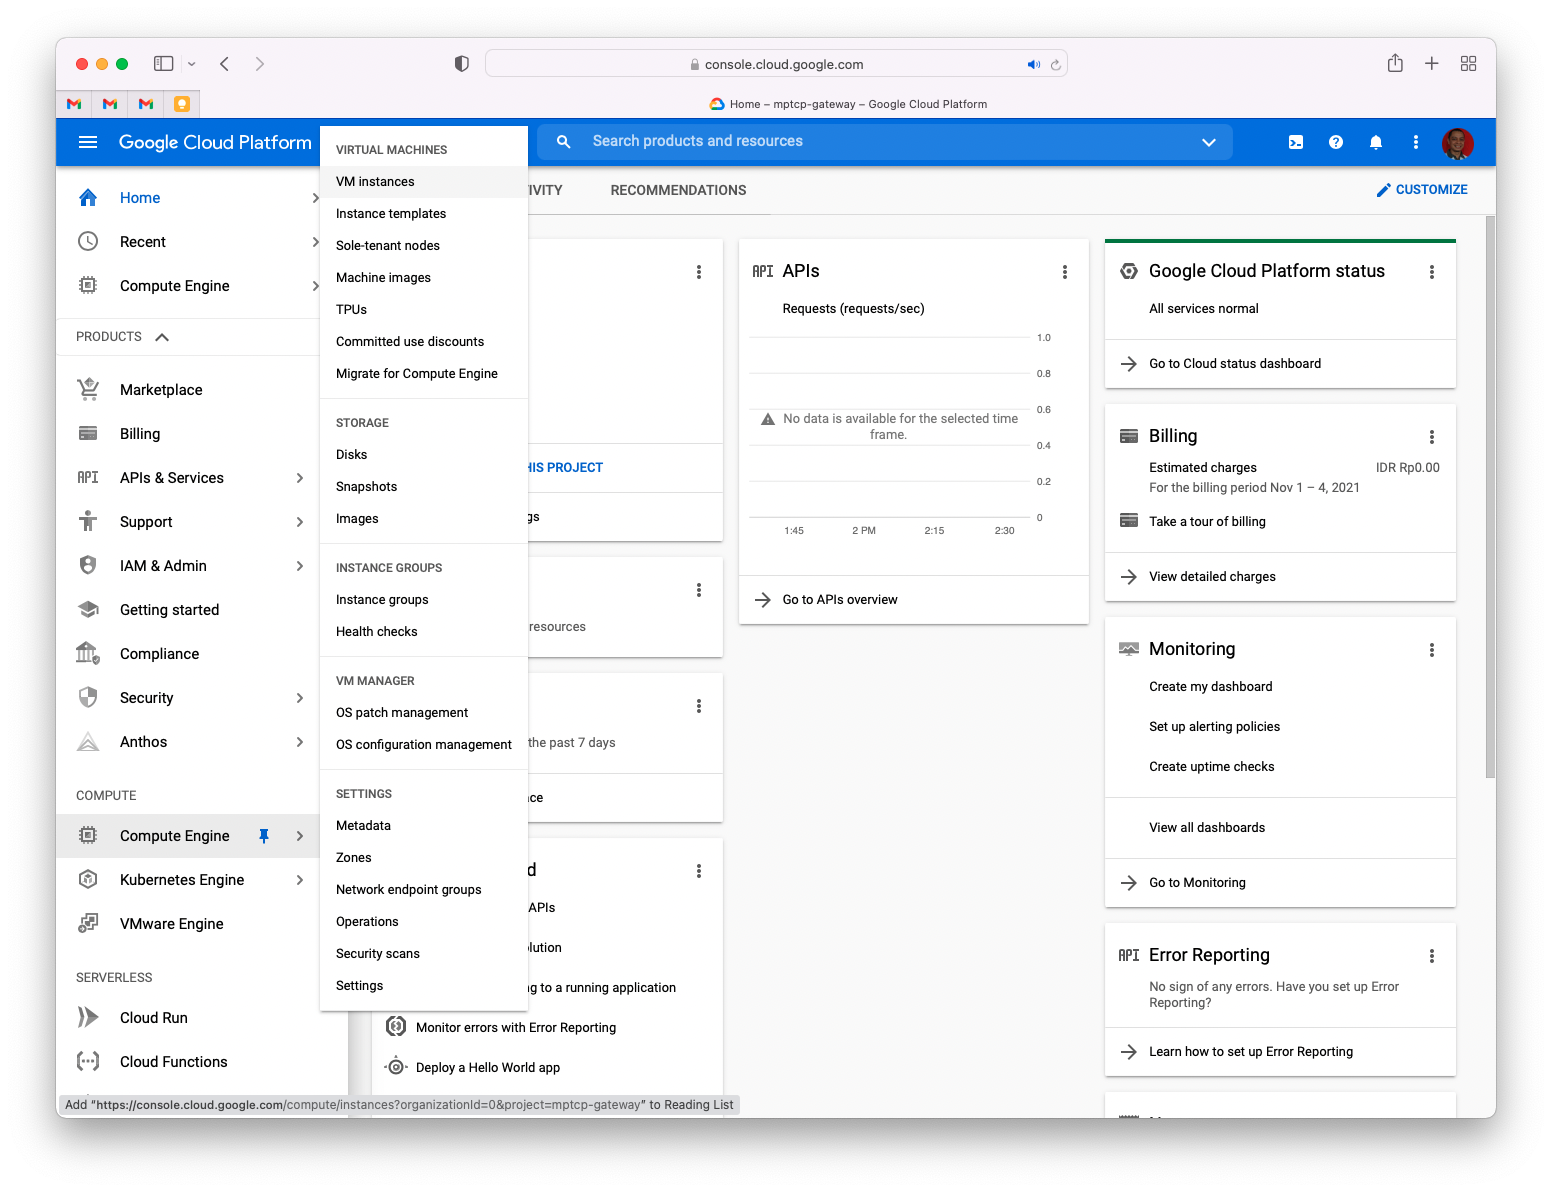 console.cloud.google.com
Home – mptcp-gateway – Google Cloud Platform
Google Cloud Platform
Search products and resources
Home
Recent
Compute Engine
PRODUCTS
Marketplace
Billing
API
APIs & Services
Support
IAM & Admin
Getting started
Compliance
Security
Anthos
COMPUTE
Compute Engine
Kubernetes Engine
VMware Engine
SERVERLESS
Cloud Run
Cloud Functions
VIRTUAL MACHINES
VM instances
Instance templates
Sole-tenant nodes
Machine images
TPUs
Committed use discounts
Migrate for Compute Engine
STORAGE
Disks
Snapshots
Images
INSTANCE GROUPS
Instance groups
Health checks
VM MANAGER
OS patch management
OS configuration management
SETTINGS
Metadata
Zones
Network endpoint groups
Operations
Security scans
Settings
IVITY
RECOMMENDATIONS
CUSTOMIZE
HIS PROJECT
gs
resources
the past 7 days
ce
d
APIs
lution
ng to a running application
Monitor errors with Error Reporting
Deploy a Hello World app
API
APIs
Requests (requests/sec)
1.0
0.8
0.6
No data is available for the selected time
frame.
0.4
0.2
0
1:45
2 PM
2:15
2:30
Go to APIs overview
Google Cloud Platform status
All services normal
Go to Cloud status dashboard
Billing
Estimated charges
IDR Rp0.00
For the billing period Nov 1 – 4, 2021
Take a tour of billing
View detailed charges
Monitoring
Create my dashboard
Set up alerting policies
Create uptime checks
View all dashboards
Go to Monitoring
API
Error Reporting
No sign of any errors. Have you set up Error
Reporting?
Learn how to set up Error Reporting
Add "https://console.cloud.google.com/compute/instances?organizationId=0&project=mptcp-gateway" to Reading List